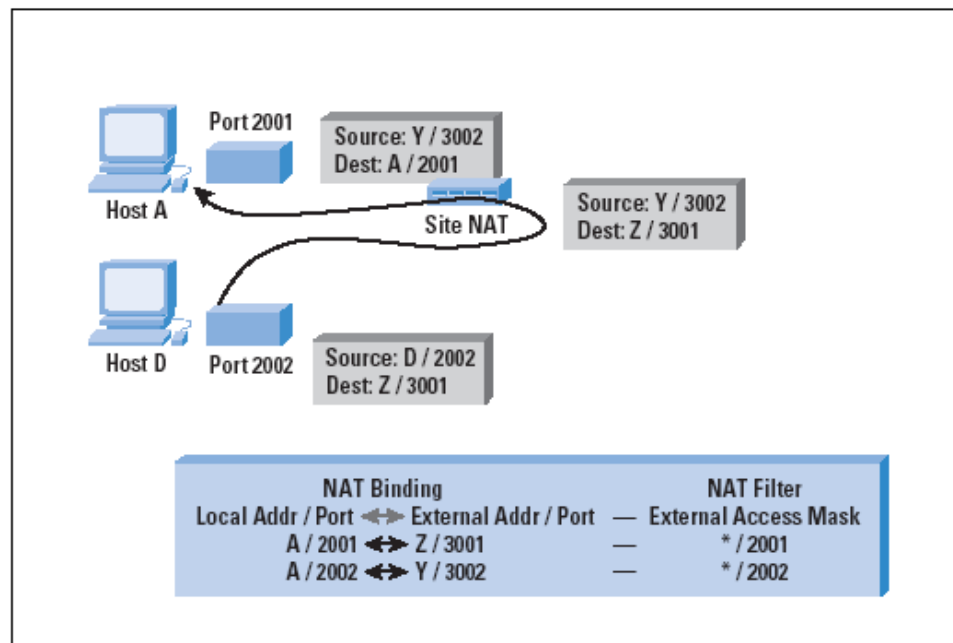 Port 2001
Source: Y / 3002
Dest: A / 2001
Host A
Site NAT
Source: Y / 3002
Dest: Z / 3001
Host D
Port 2002
Source: D / 2002
Dest: Z / 3001
NAT Binding NAT Filter
Local Addr / Port ◄► External Addr / Port — External Access Mask
A / 2001 ◄► Z / 3001 — * / 2001
A / 2002 ◄► Y / 3002 — * / 2002